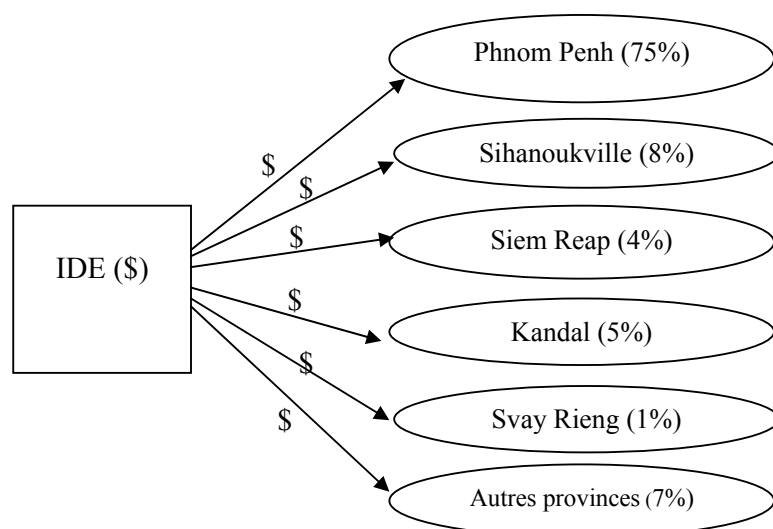 Phnom Penh (75%)
$
Sihanoukville (8%)
$
$
Siem Reap (4%)
IDE ($)
$
Kandal (5%)
$
Svay Rieng (1%)
$
Autres provinces (7%)